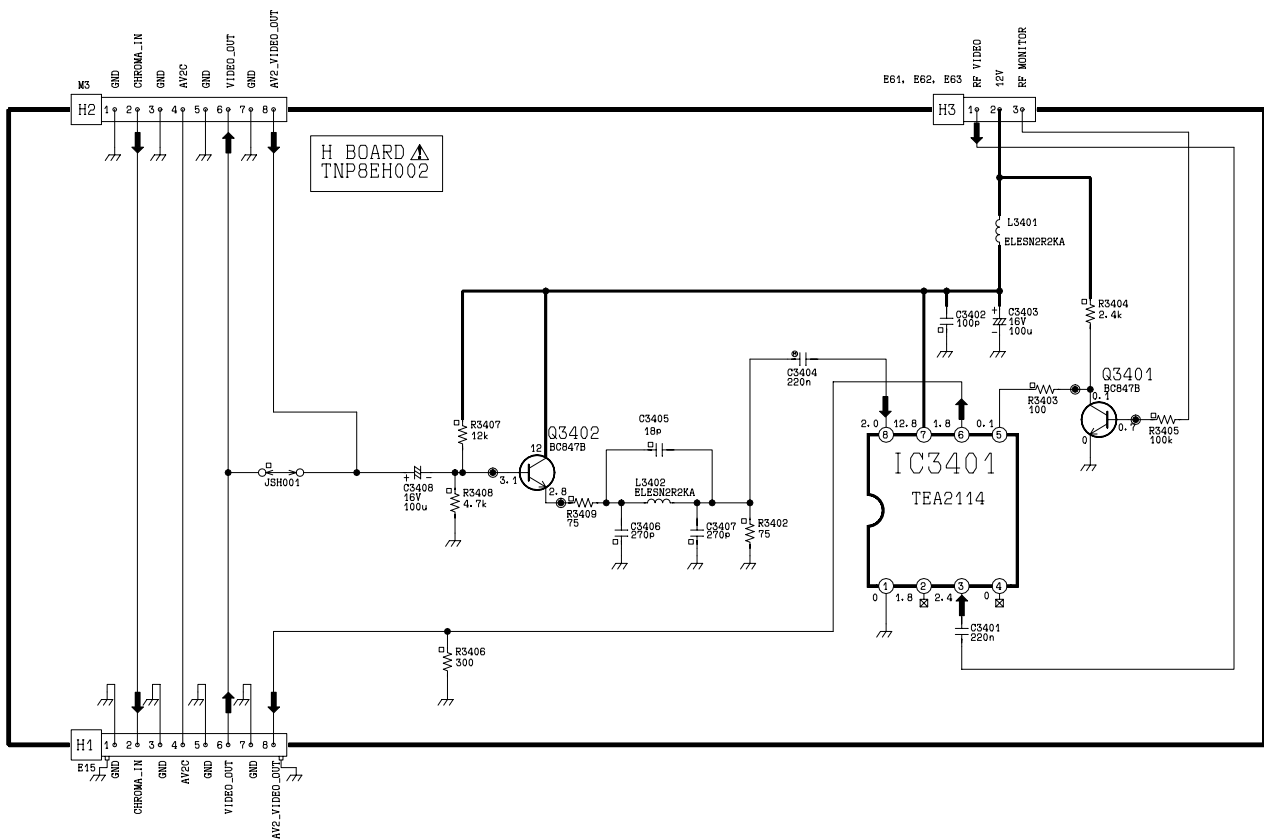 GND
CHROMA_IN
GND
AV2C
GND
VIDEO_OUT
GND
AV2_VIDEO_OUT
M3
H2 1 2 3 4 5 6 7 8
E61, E62, E63
RF VIDEO
12V
RF MONITOR
H3 1 2 3
H BOARD ⚠
TNP8EH002
L3401
ELESN2R2KA
C3402
100p
+ C3403
16V
- 100u
R3404
2.4k
C3404
220n
R3403
100
Q3401
BC847B
0.1
0.7
0
R3405
100k
R3407
12k
Q3402
BC847B
12
3.1
2.8
C3405
18p
JSH001
+ -
C3408
16V
100u
R3408
4.7k
R3409
75
L3402
ELESN2R2KA
C3406
270p
C3407
270p
R3402
75
2.0 12.8 1.8 0.1
8 7 6 5
IC3401
TEA2114
1 2 3 4
0 1.8 2.4 0
C3401
220n
R3406
300
H1 1 2 3 4 5 6 7 8
E15
GND
CHROMA_IN
GND
AV2C
GND
VIDEO_OUT
GND
AV2_VIDEO_OUT